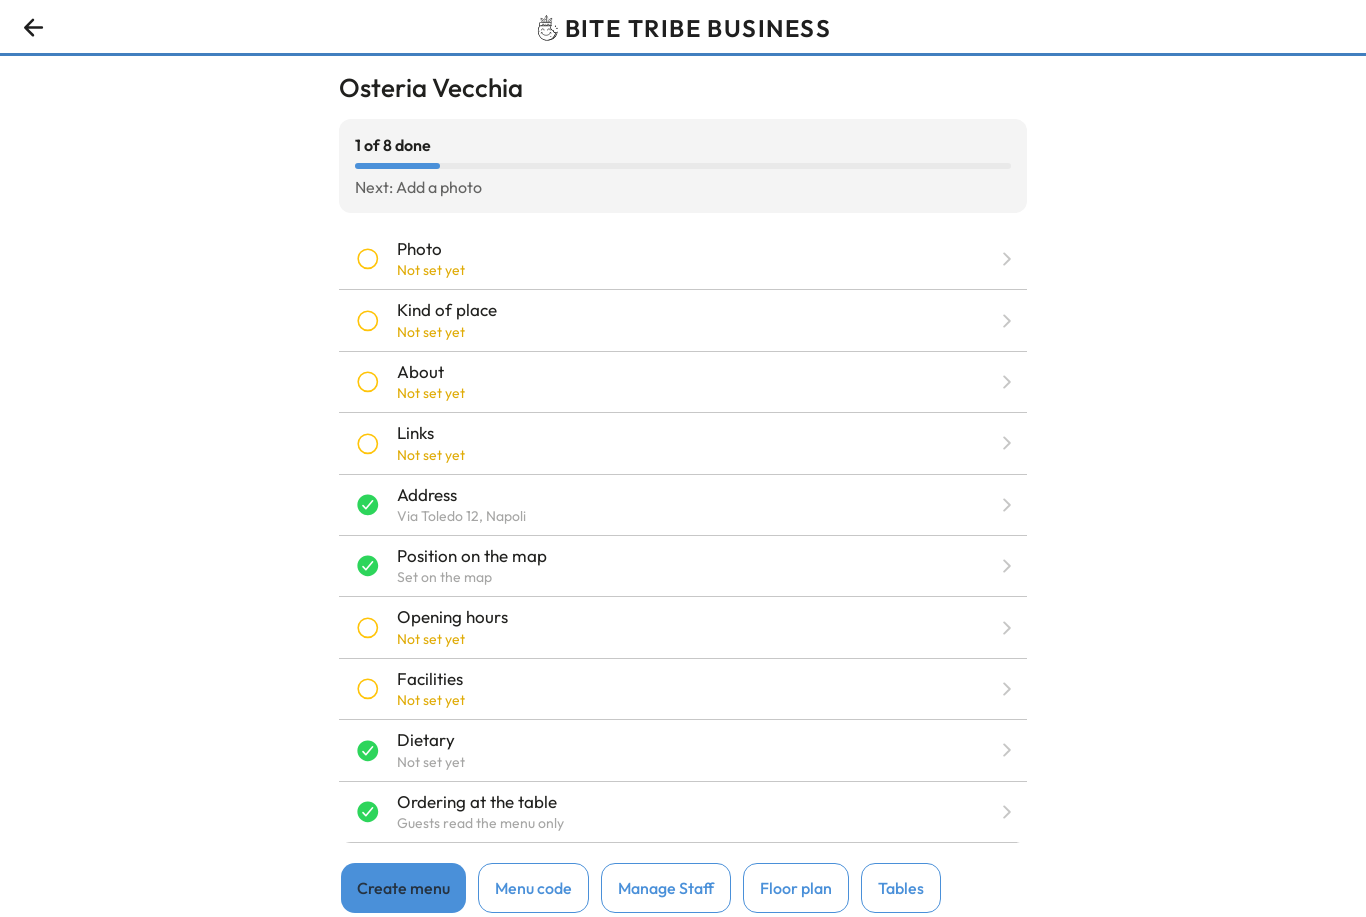 BITE TRIBE BUSINESS
Osteria Vecchia
1 of 8 done
Next: Add a photo
Photo
Not set yet
Kind of place
Not set yet
About
Not set yet
Links
Not set yet
Address
Via Toledo 12, Napoli
Position on the map
Set on the map
Opening hours
Not set yet
Facilities
Not set yet
Dietary
Not set yet
Ordering at the table
Guests read the menu only
Create menu
Menu code
Manage Staff
Floor plan
Tables